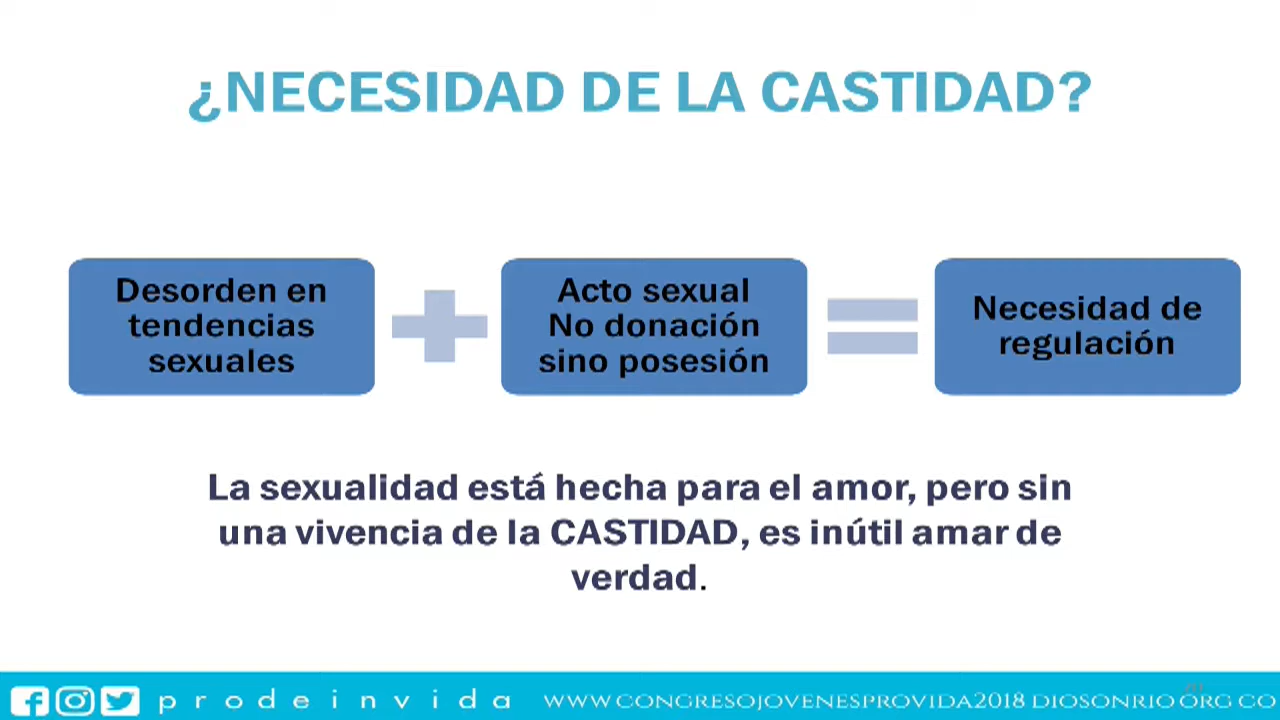 ¿NECESIDAD DE LA CASTIDAD?
Desorden en
tendencias
sexuales
Acto sexual
No donación
sino posesión
Necesidad de
regulación
La sexualidad está hecha para el amor, pero sin
una vivencia de la CASTIDAD, es inútil amar de
verdad.
prodeinvida
WWW CONGRESOJOVENESPROVIDA2018 DIOSONRIO ORG CO